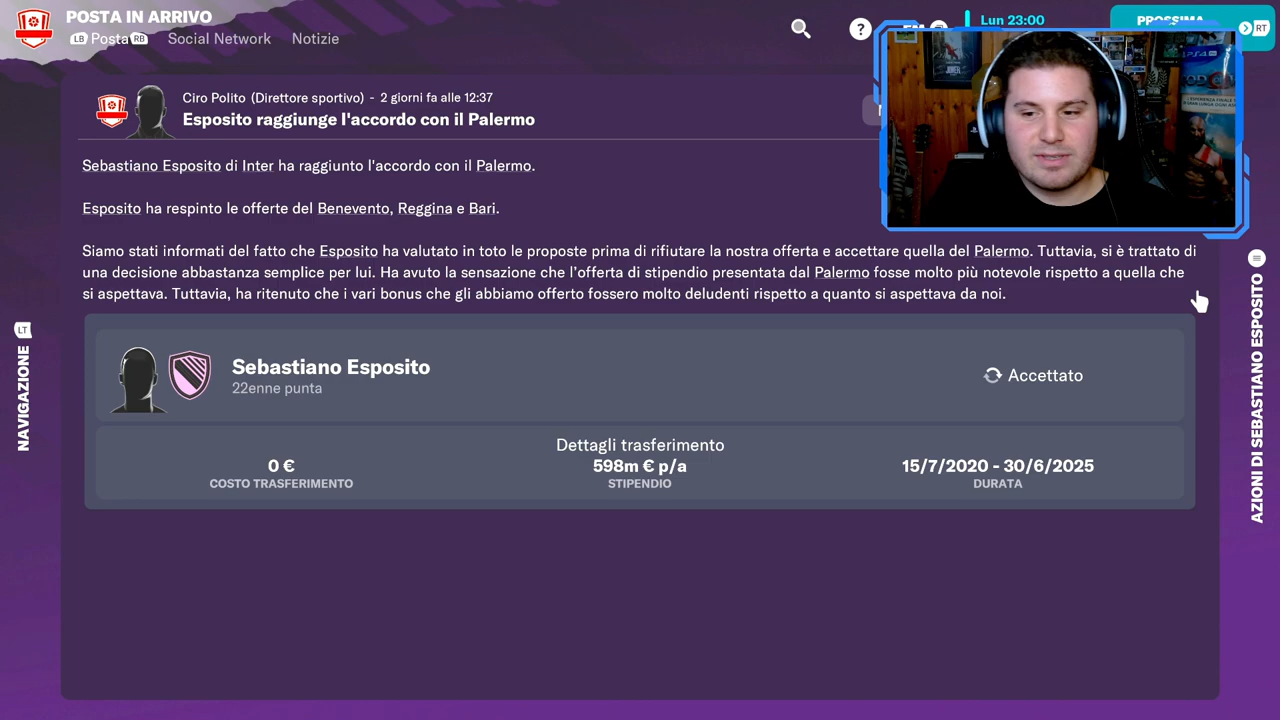 POSTA IN ARRIVO
LB Posta RB Social Network Notizie
?
Lun 23:00
PROSSIMA
RT
Ciro Polito (Direttore sportivo) - 2 giorni fa alle 12:37
Esposito raggiunge l'accordo con il Palermo
Sebastiano Esposito di Inter ha raggiunto l'accordo con il Palermo.
Esposito ha respinto le offerte del Benevento, Reggina e Bari.
Siamo stati informati del fatto che Esposito ha valutato in toto le proposte prima di rifiutare la nostra offerta e accettare quella del Palermo. Tuttavia, si è trattato di
una decisione abbastanza semplice per lui. Ha avuto la sensazione che l'offerta di stipendio presentata dal Palermo fosse molto più notevole rispetto a quella che
si aspettava. Tuttavia, ha ritenuto che i vari bonus che gli abbiamo offerto fossero molto deludenti rispetto a quanto si aspettava da noi.
LT
NAVIGAZIONE
AZIONI DI SEBASTIANO ESPOSITO
Sebastiano Esposito
22enne punta
Accettato
Dettagli trasferimento
0 € 598m € p/a 15/7/2020 - 30/6/2025
COSTO TRASFERIMENTO STIPENDIO DURATA
JOKER
PS4